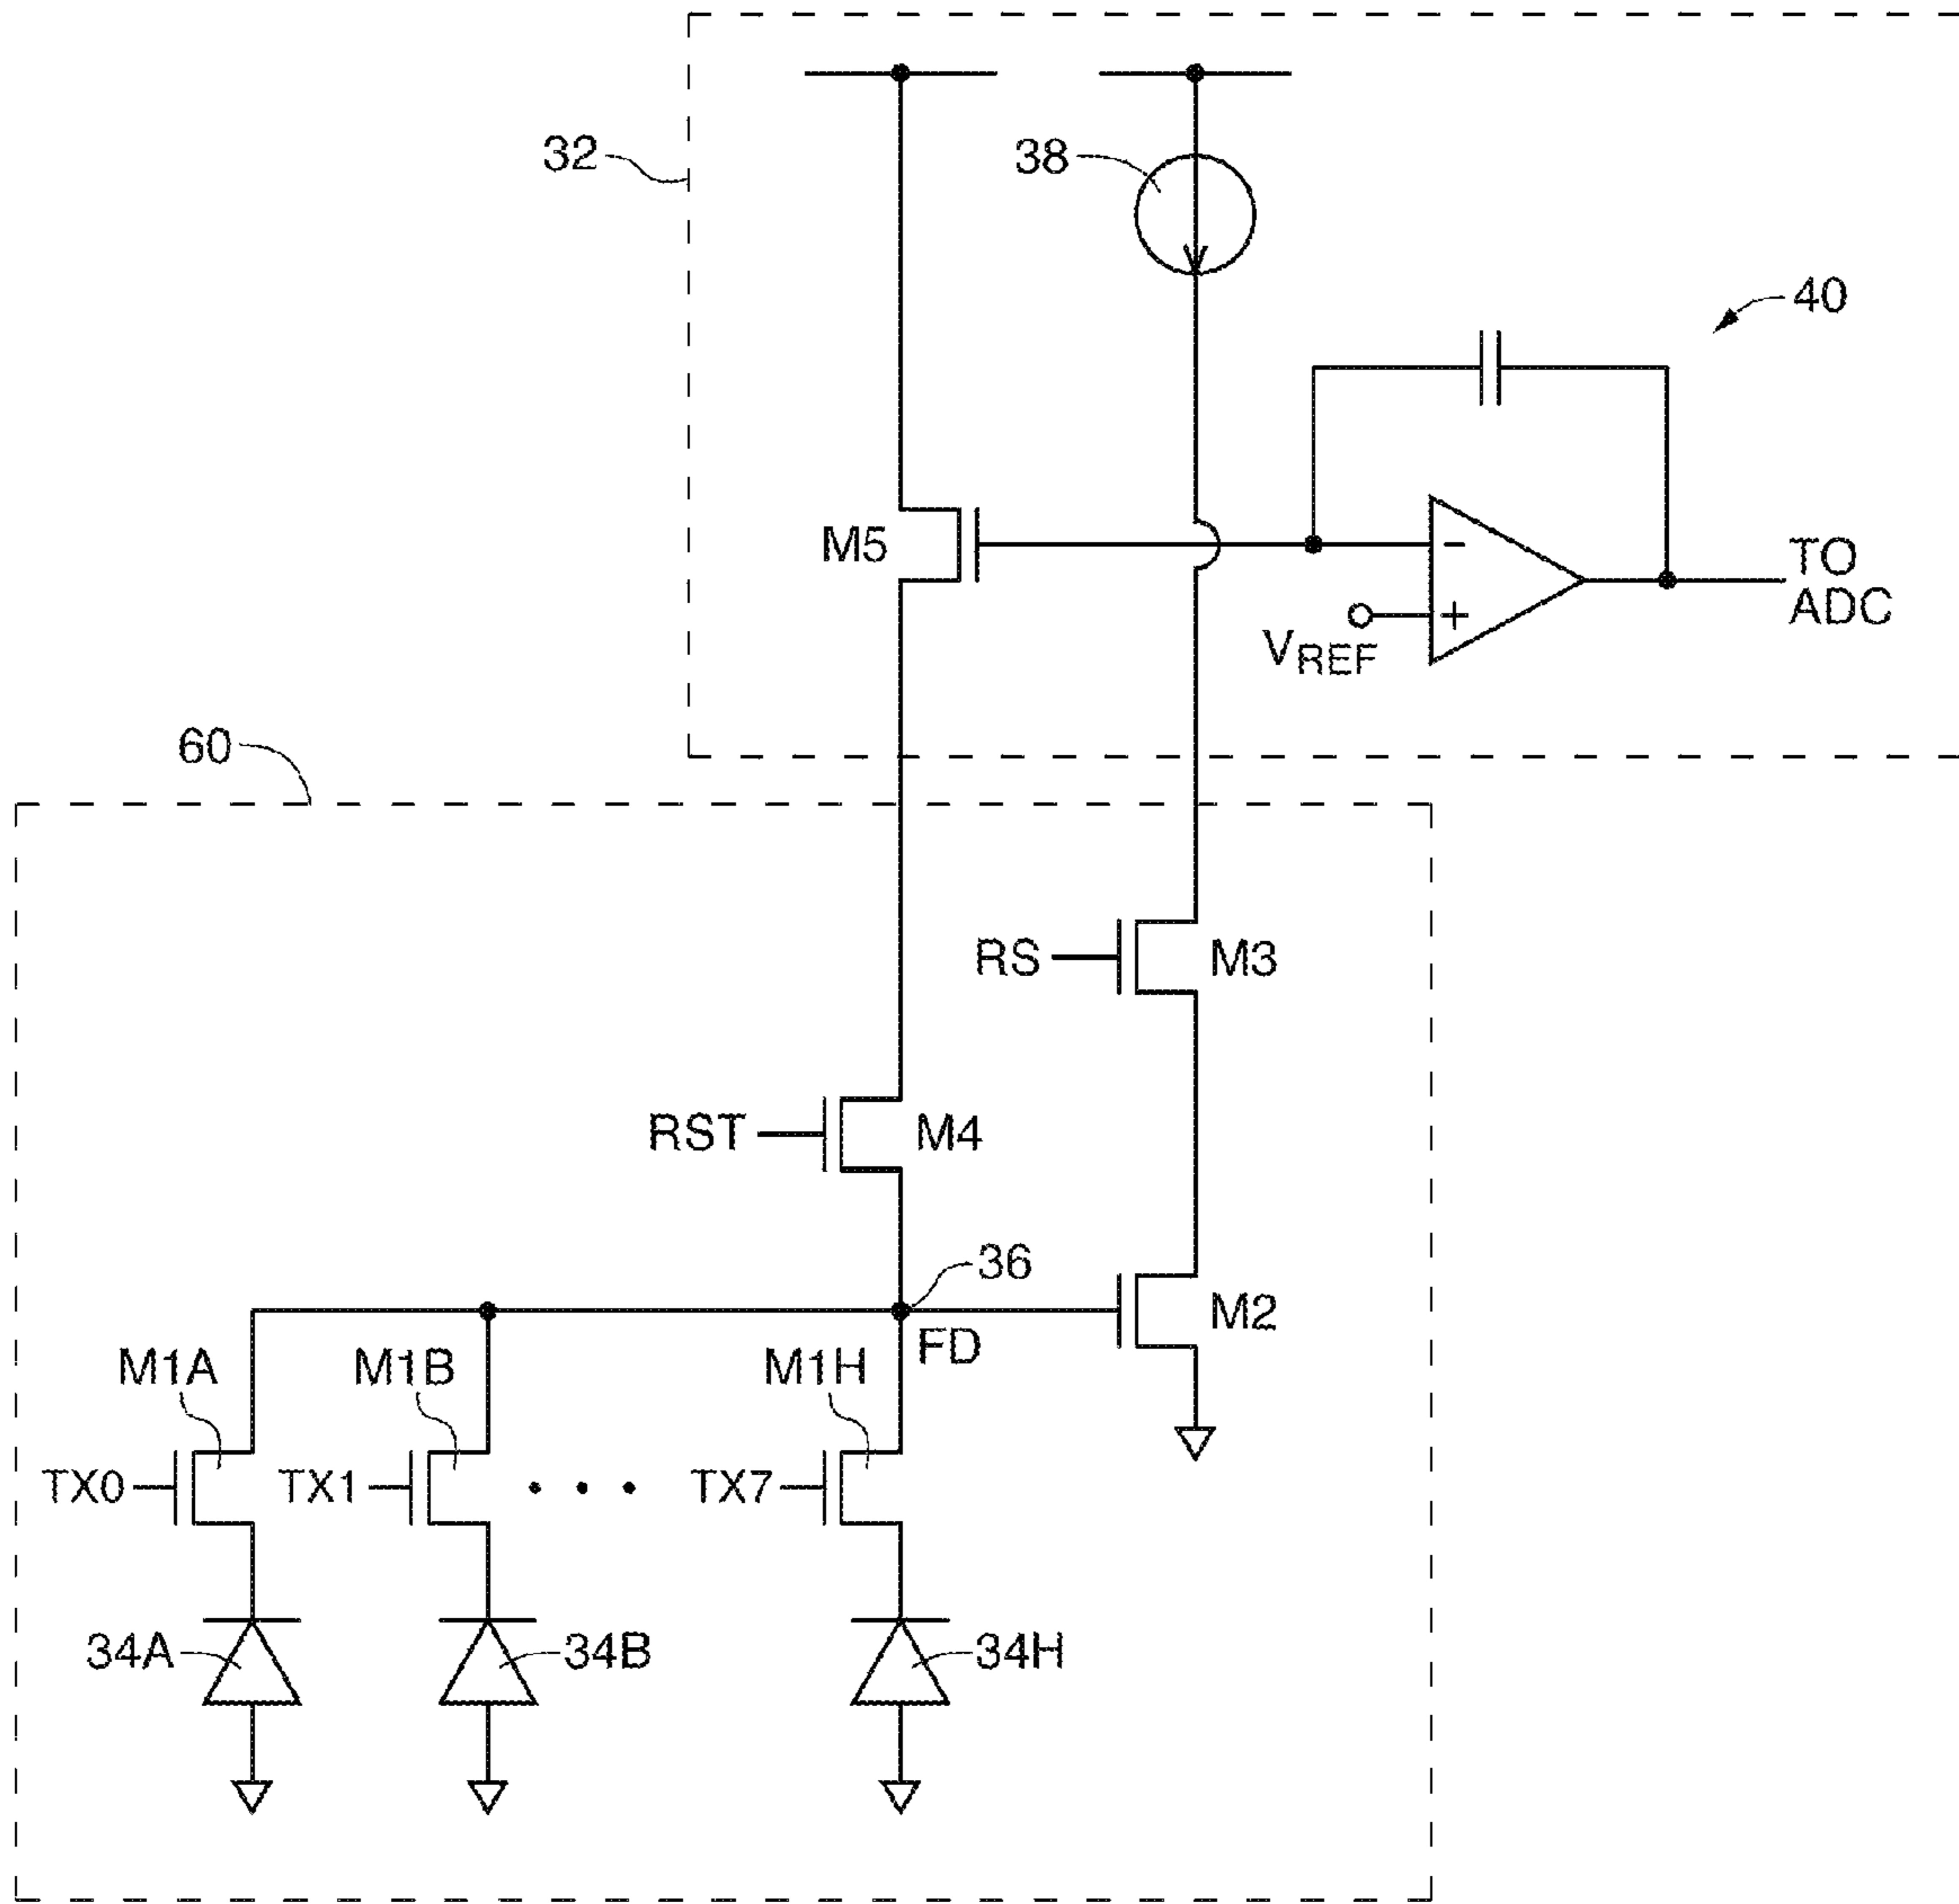 32
38
40
M5
-
+
VREF
TO
ADC
60
RS
M3
RST
M4
36
FD
M2
M1A
M1B
M1H
TX0
TX1
• • •
TX7
34A
34B
34H